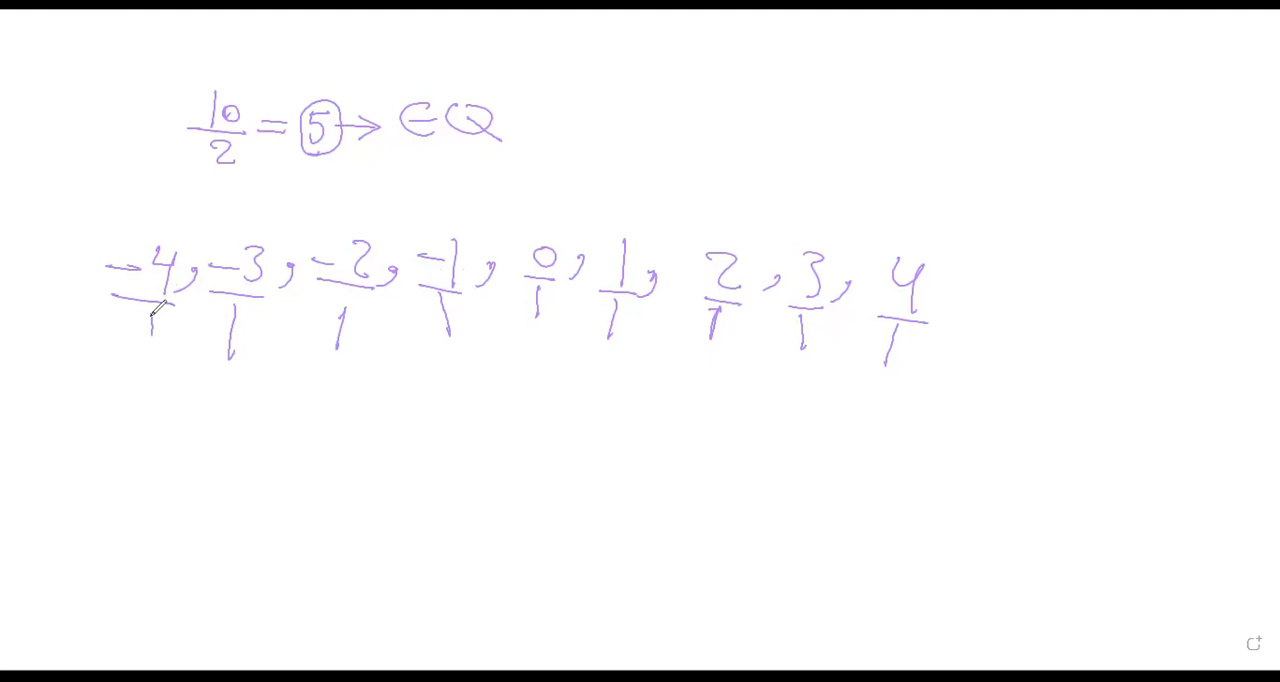 10/2 = 5 → ∈ Q
-4/1, -3/1, -2/1, -1/1, 0/1, 1/1, 2/1, 3/1, 4/1